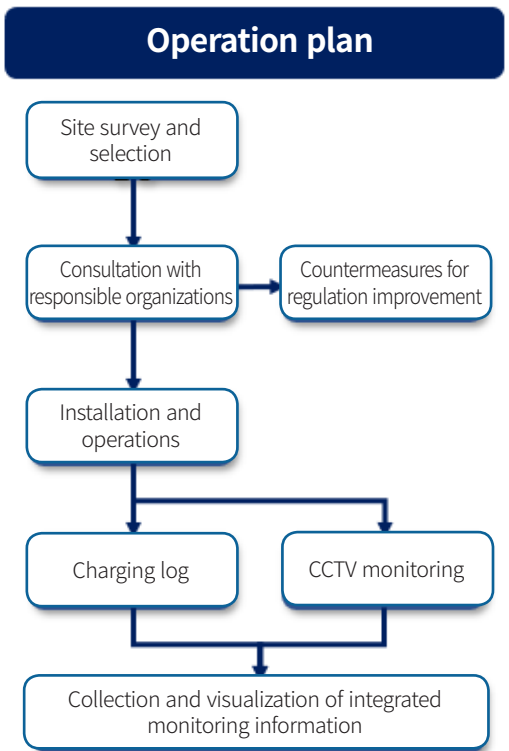 Operation plan
Site survey and
selection
Consultation with
responsible organizations
Countermeasures for
regulation improvement
Installation and
operations
Charging log
CCTV monitoring
Collection and visualization of integrated
monitoring information